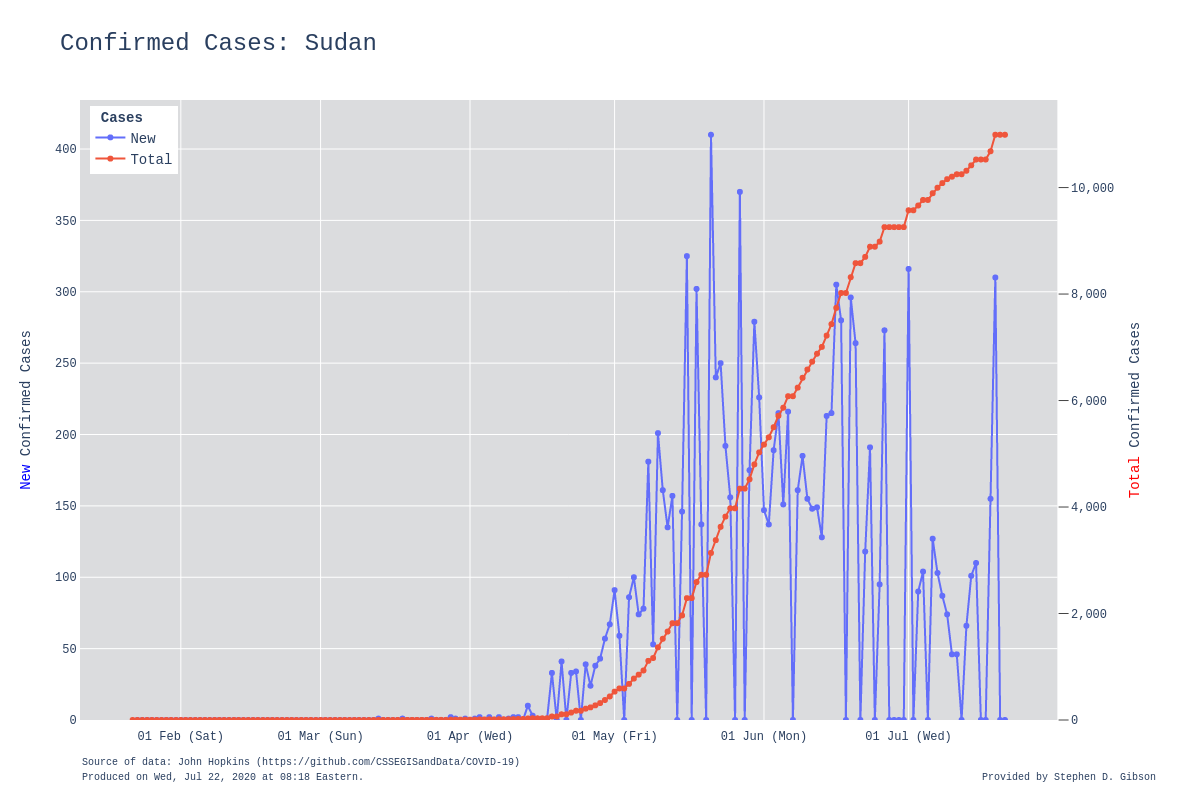 Confirmed Cases: Sudan
Cases
New
Total
400
350
300
250
200
150
100
50
0
10,000
8,000
6,000
4,000
2,000
0
New Confirmed Cases
Total Confirmed Cases
01 Feb (Sat)
01 Mar (Sun)
01 Apr (Wed)
01 May (Fri)
01 Jun (Mon)
01 Jul (Wed)
Source of data: John Hopkins (https://github.com/CSSEGISandData/COVID-19)
Produced on Wed, Jul 22, 2020 at 08:18 Eastern.
Provided by Stephen D. Gibson